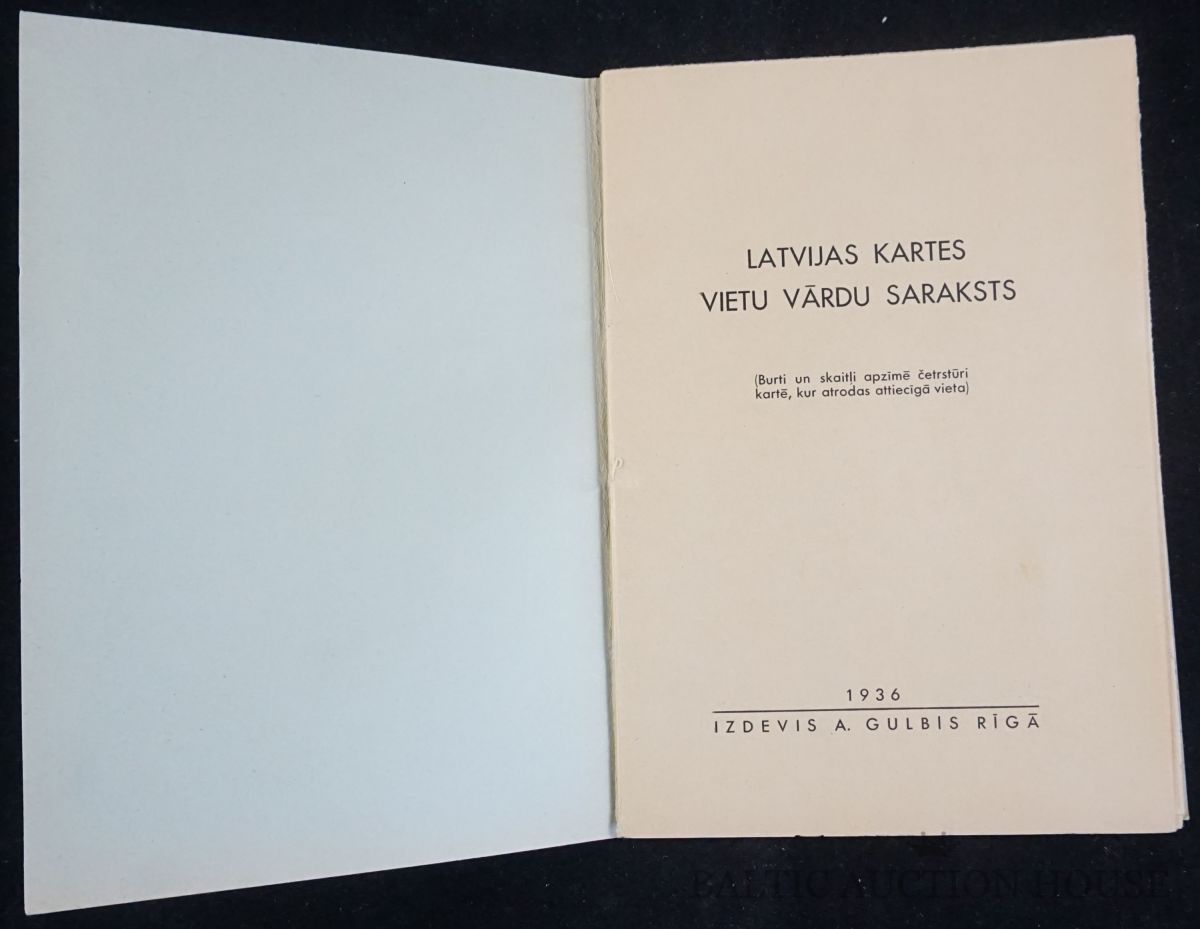 LATVIJAS KARTES
VIETU VĀRDU SARAKSTS
(Burti un skaitļi apzīmē četrstūri
kartē, kur atrodas attiecīgā vieta)
1936
IZDEVIS A. GULBIS RĪGĀ
BALTIC AUCTION HOUSE